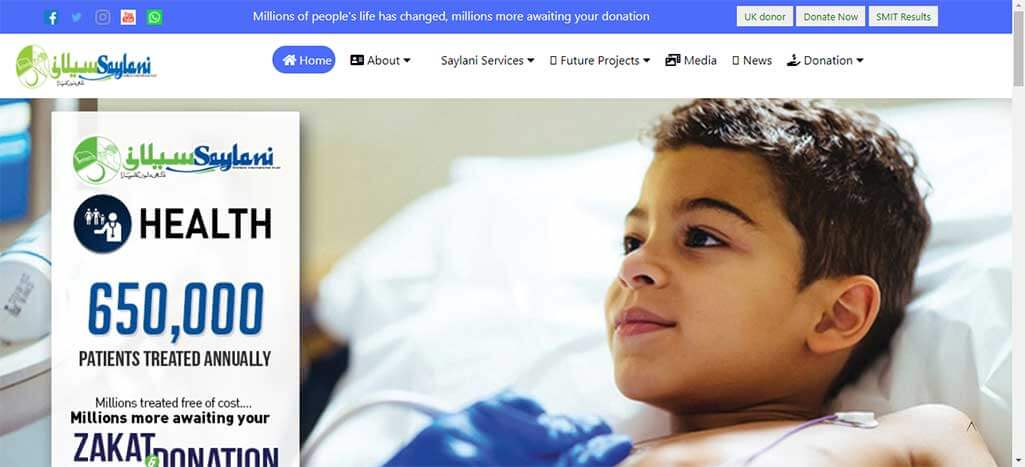 Millions of people's life has changed, millions more awaiting your donation
UK donor
Donate Now
SMIT Results
سیلانی Saylani
Home
About
Saylani Services
Future Projects
Media
News
Donation
سیلانی Saylani
HEALTH
650,000
PATIENTS TREATED ANNUALLY
Millions treated free of cost....
Millions more awaiting your
ZAKAT &
DONATION